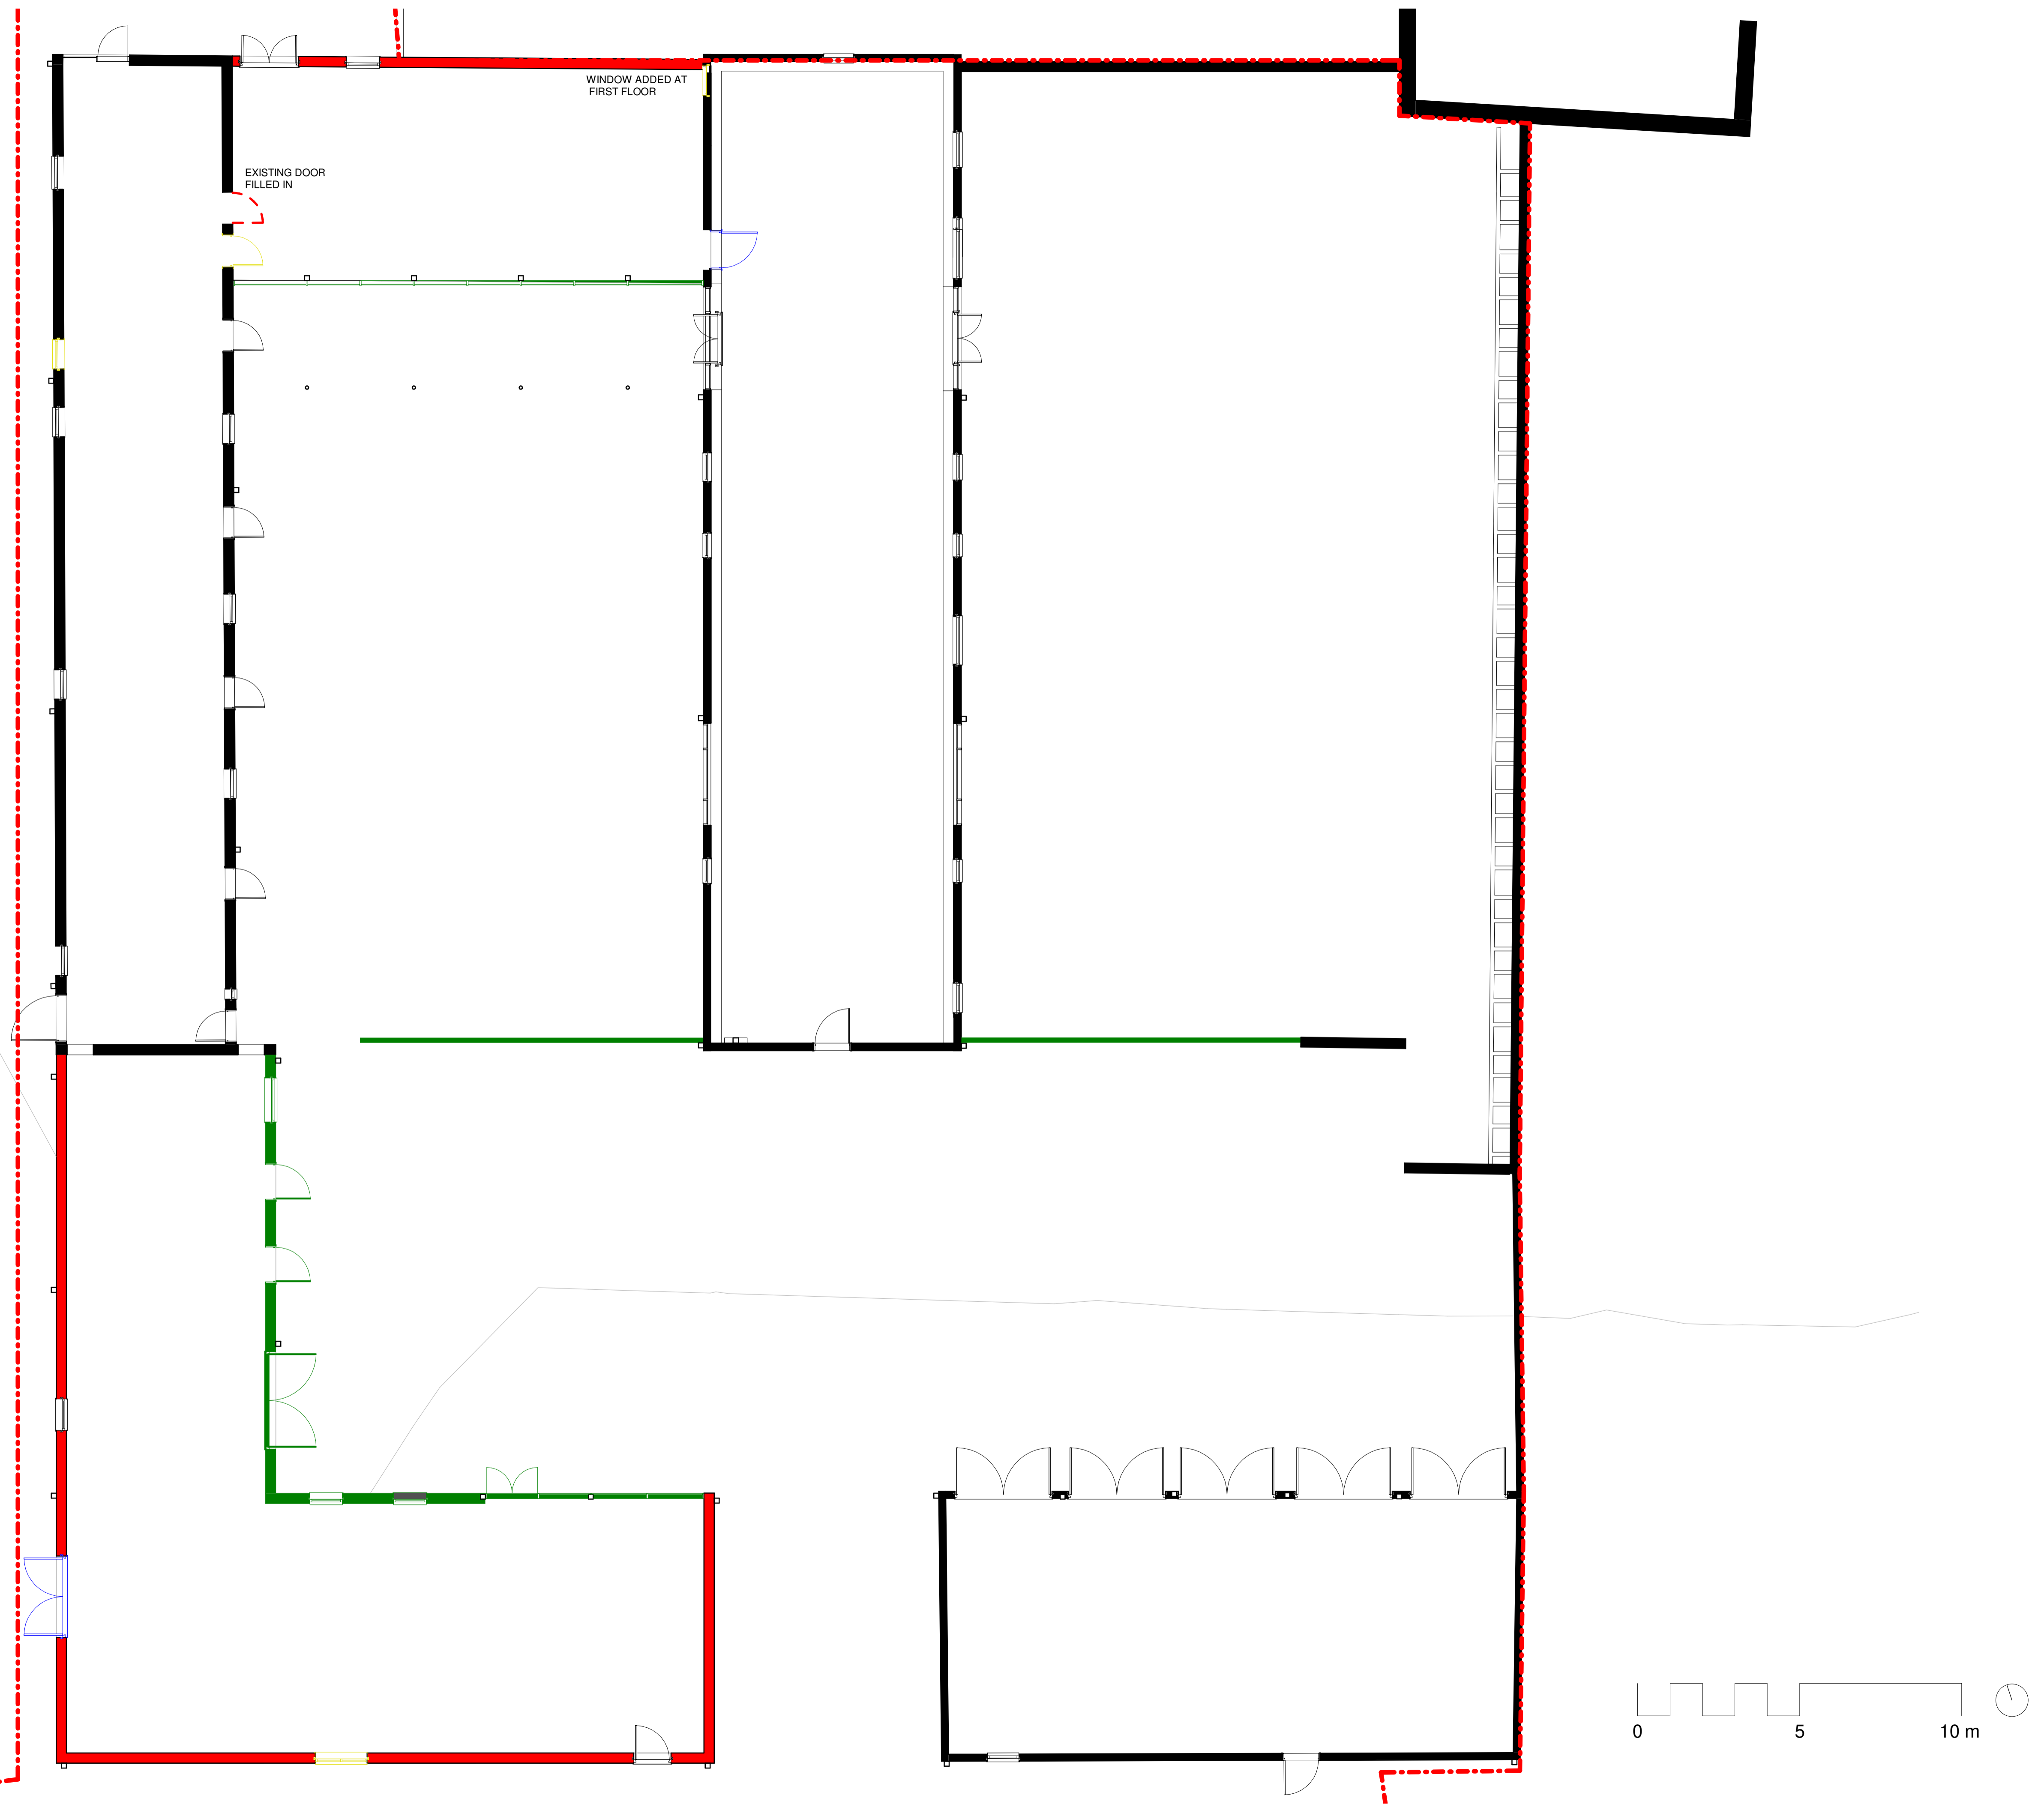 WINDOW ADDED AT
FIRST FLOOR
EXISTING DOOR
FILLED IN
0 5 10 m